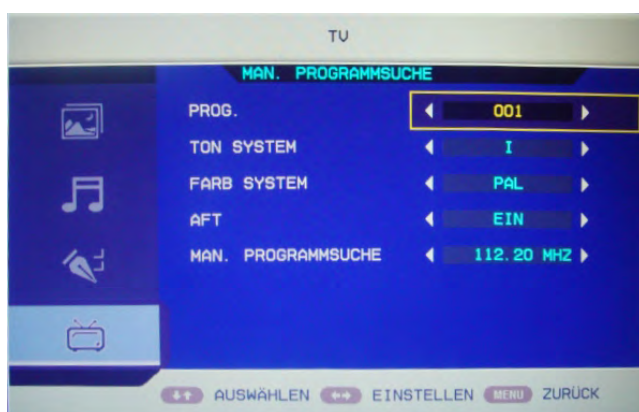 TV
MAN. PROGRAMMSUCHE
PROG. 001
TON SYSTEM I
FARB SYSTEM PAL
AFT EIN
MAN. PROGRAMMSUCHE 112.20 MHZ
AUSWÄHLEN EINSTELLEN MENU ZURÜCK